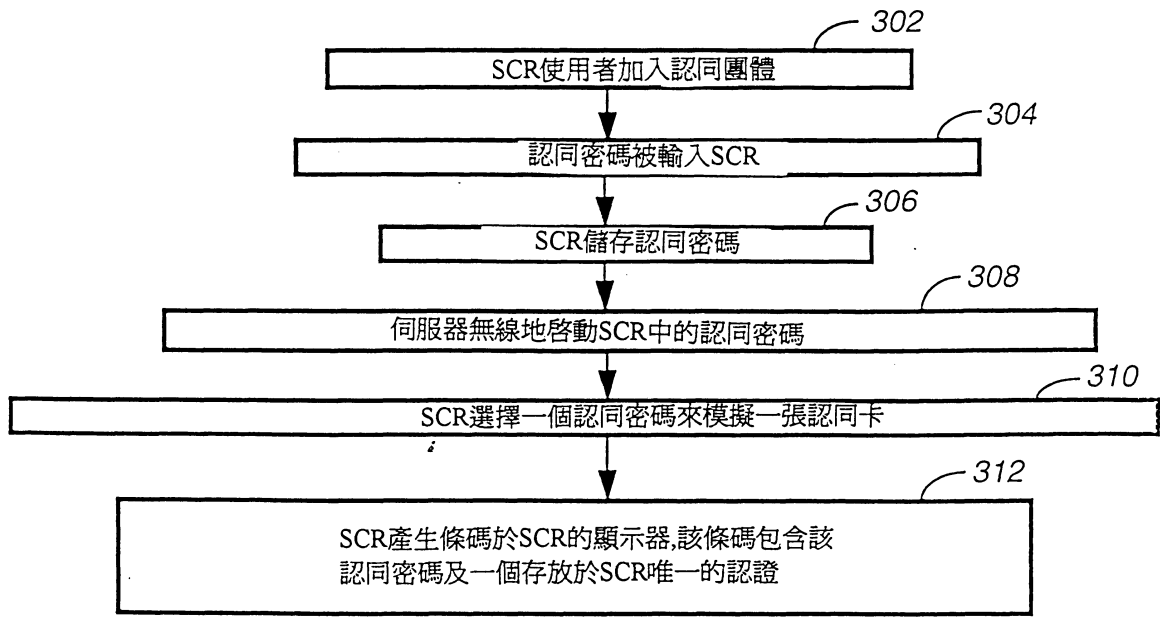 302
SCR使用者加入認同團體
304
認同密碼被輸入SCR
306
SCR儲存認同密碼
308
伺服器無線地啓動SCR中的認同密碼
310
SCR選擇一個認同密碼來模擬一張認同卡
312
SCR產生條碼於SCR的顯示器,該條碼包含該
認同密碼及一個存放於SCR唯一的認證